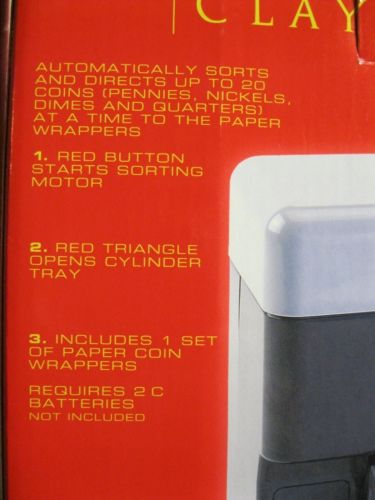 CLAY
AUTOMATICALLY SORTS
AND DIRECTS UP TO 20
COINS (PENNIES, NICKELS,
DIMES AND QUARTERS)
AT A TIME TO THE PAPER
WRAPPERS
1. RED BUTTON
STARTS SORTING
MOTOR
2. RED TRIANGLE
OPENS CYLINDER
TRAY
3. INCLUDES 1 SET
OF PAPER COIN
WRAPPERS
REQUIRES 2 C
BATTERIES
NOT INCLUDED